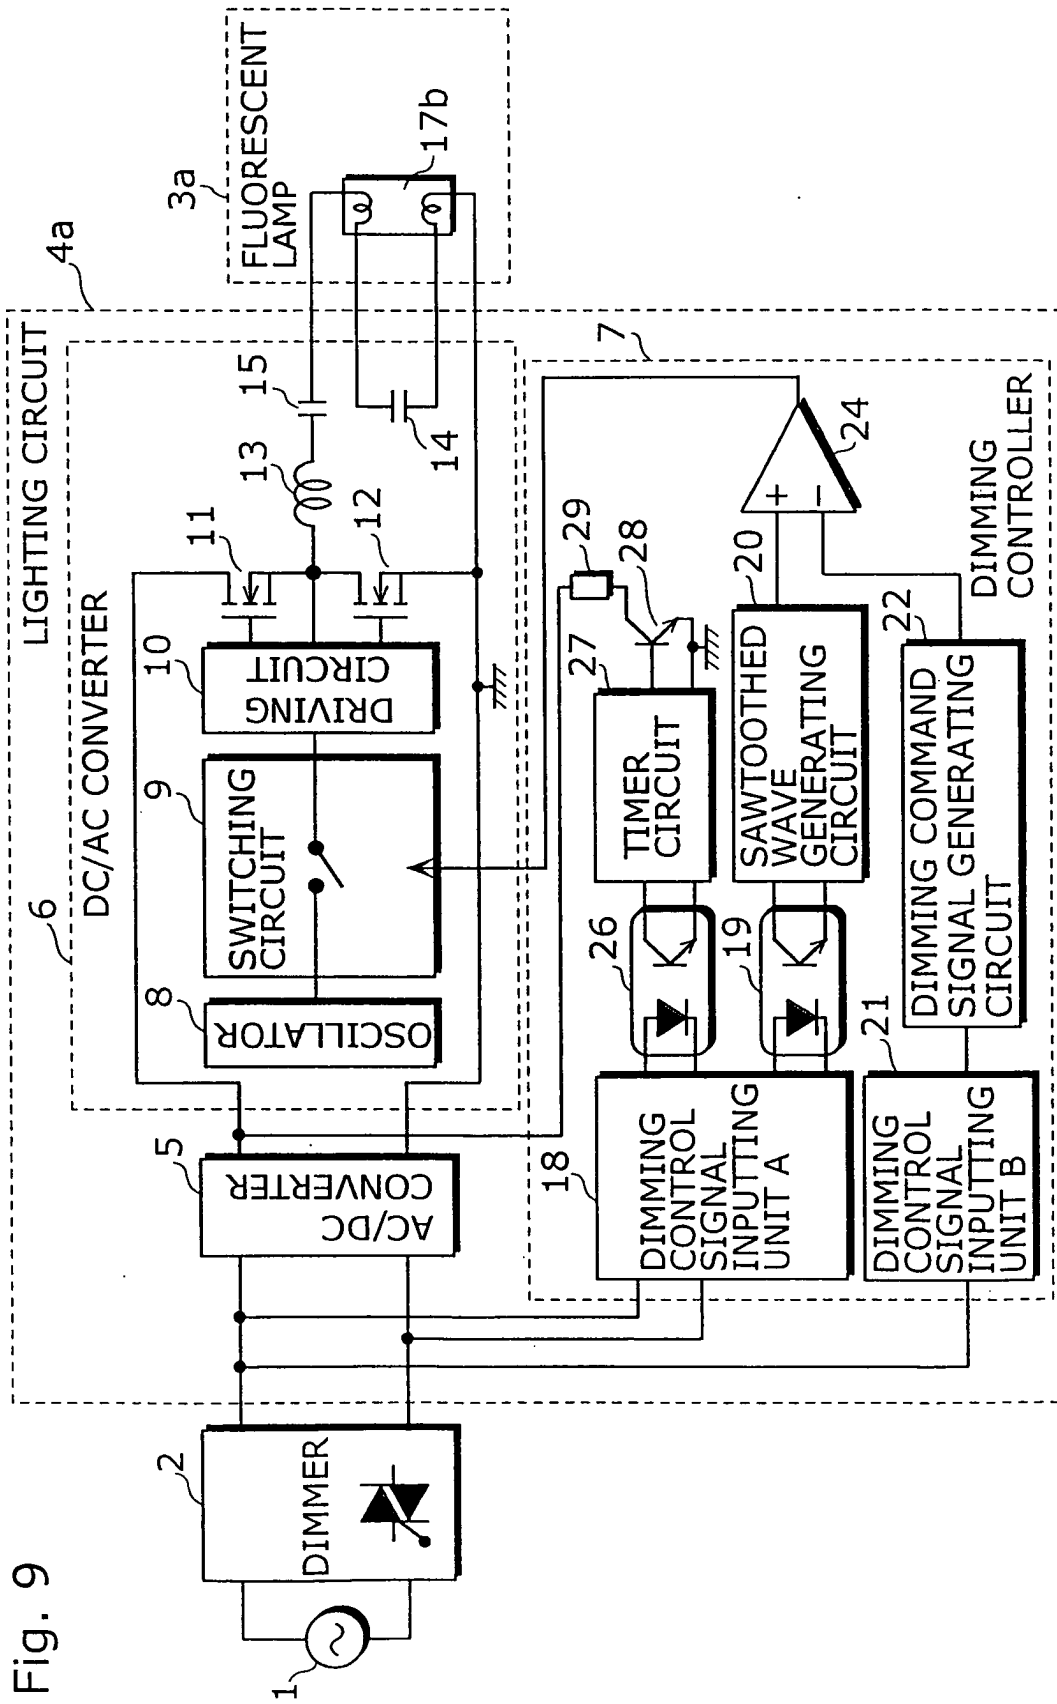 Fig. 9
1
2
DIMMER
LIGHTING CIRCUIT
4a
6
DC/AC CONVERTER
5
AC/DC
CONVERTER
8
OSCILLATOR
9
SWITCHING
CIRCUIT
10
DRIVING
CIRCUIT
11
12
13
15
14
3a
FLUORESCENT
LAMP
17b
7
18
DIMMING
CONTROL
SIGNAL
INPUTTING
UNIT A
26
19
27
TIMER
CIRCUIT
28
29
20
SAWTOOTHED
WAVE
GENERATING
CIRCUIT
+
−
24
21
DIMMING
CONTROL
SIGNAL
INPUTTING
UNIT B
22
DIMMING COMMAND
SIGNAL GENERATING
CIRCUIT
DIMMING
CONTROLLER